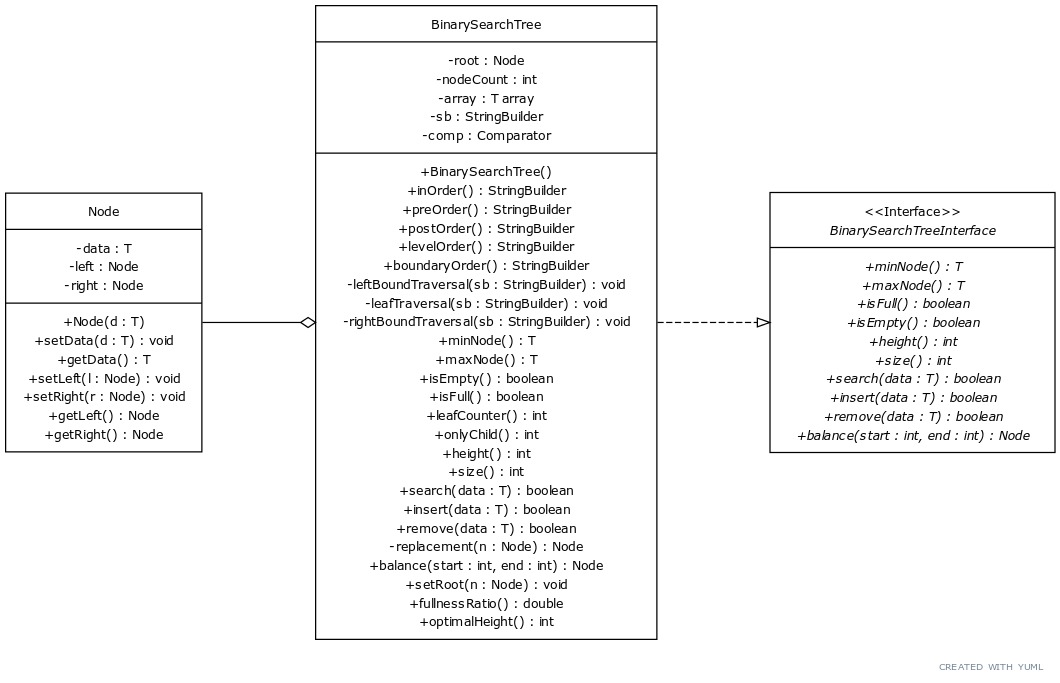 BinarySearchTree
-root : Node
-nodeCount : int
-array : T array
-sb : StringBuilder
-comp : Comparator
+BinarySearchTree()
+inOrder() : StringBuilder
+preOrder() : StringBuilder
+postOrder() : StringBuilder
+levelOrder() : StringBuilder
+boundaryOrder() : StringBuilder
-leftBoundTraversal(sb : StringBuilder) : void
-leafTraversal(sb : StringBuilder) : void
-rightBoundTraversal(sb : StringBuilder) : void
+minNode() : T
+maxNode() : T
+isEmpty() : boolean
+isFull() : boolean
+leafCounter() : int
+onlyChild() : int
+height() : int
+size() : int
+search(data : T) : boolean
+insert(data : T) : boolean
+remove(data : T) : boolean
-replacement(n : Node) : Node
+balance(start : int, end : int) : Node
+setRoot(n : Node) : void
+fullnessRatio() : double
+optimalHeight() : int
Node
-data : T
-left : Node
-right : Node
+Node(d : T)
+setData(d : T) : void
+getData() : T
+setLeft(l : Node) : void
+setRight(r : Node) : void
+getLeft() : Node
+getRight() : Node
<<Interface>>
BinarySearchTreeInterface
+minNode() : T
+maxNode() : T
+isFull() : boolean
+isEmpty() : boolean
+height() : int
+size() : int
+search(data : T) : boolean
+insert(data : T) : boolean
+remove(data : T) : boolean
+balance(start : int, end : int) : Node
CREATED WITH YUML